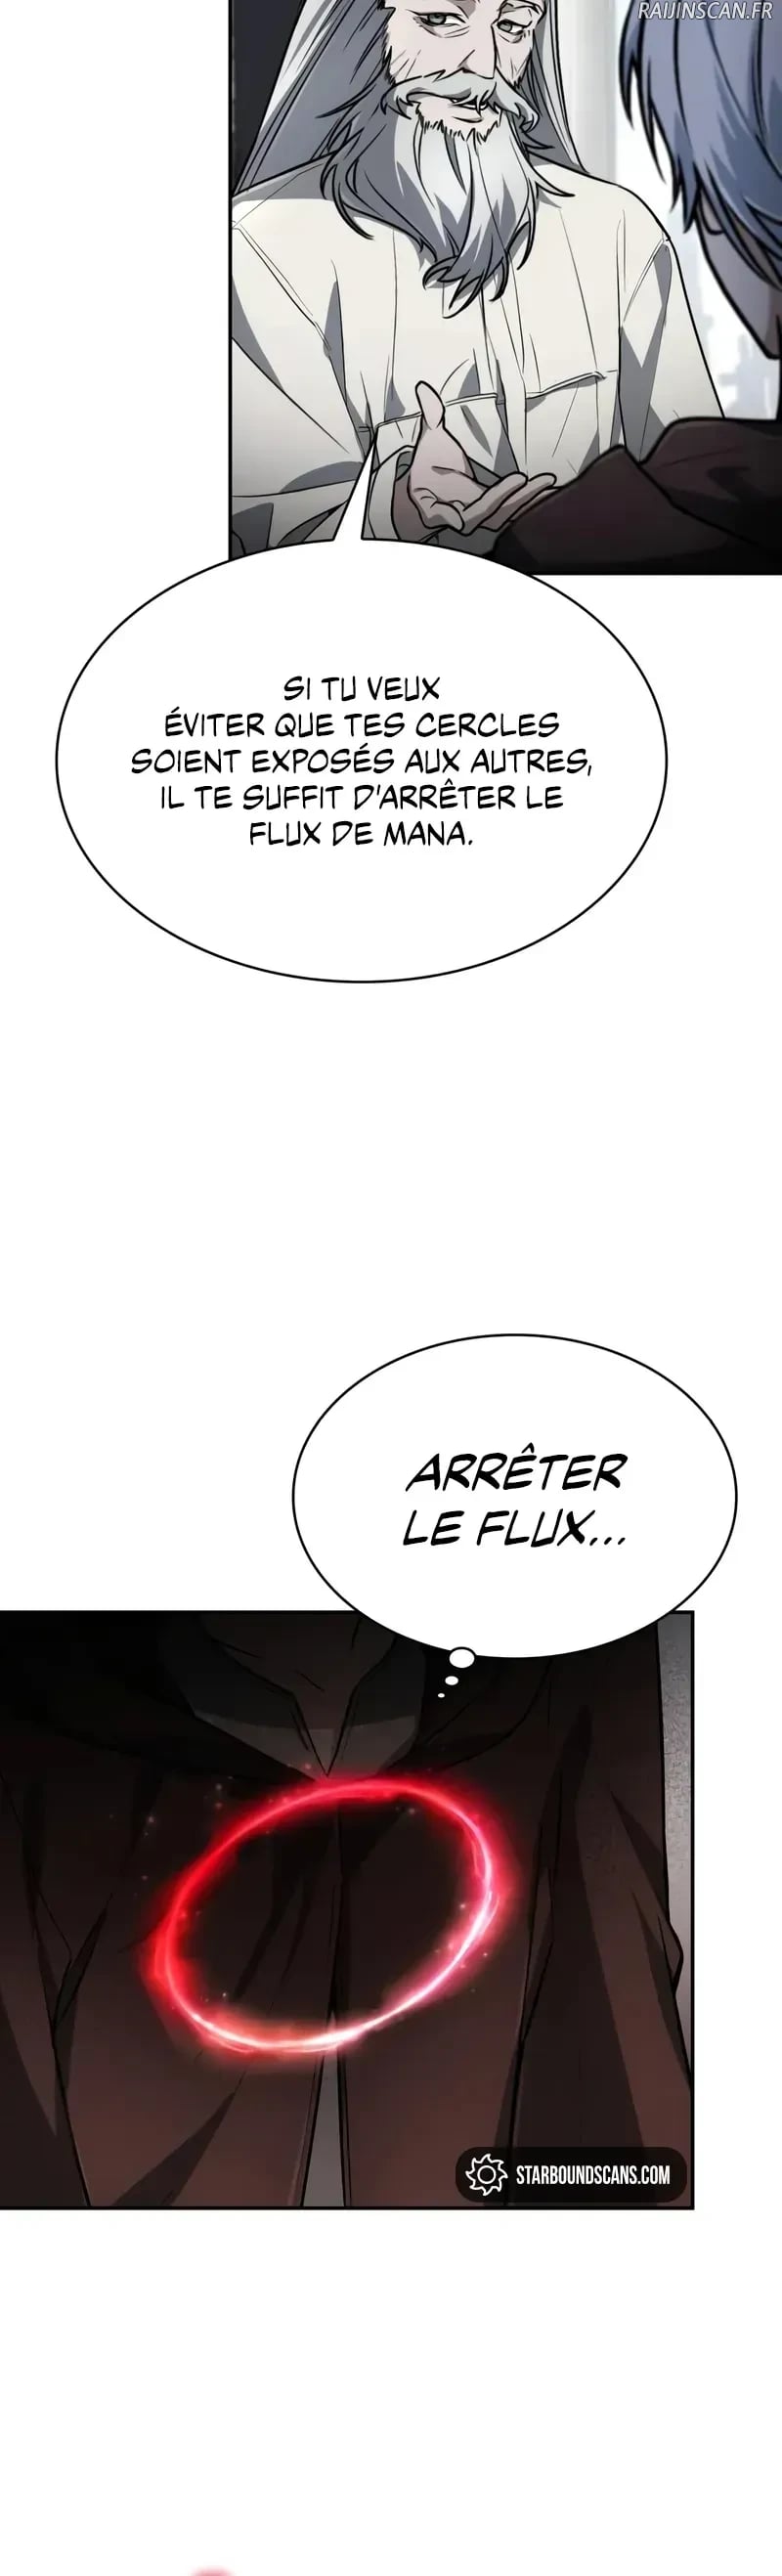 RAIJINSCAN.FR
SI TU VEUX
ÉVITER QUE TES CERCLES
SOIENT EXPOSÉS AUX AUTRES,
IL TE SUFFIT D'ARRÊTER LE
FLUX DE MANA.
ARRÊTER
LE FLUX...
STARBOUNDSCANS.COM